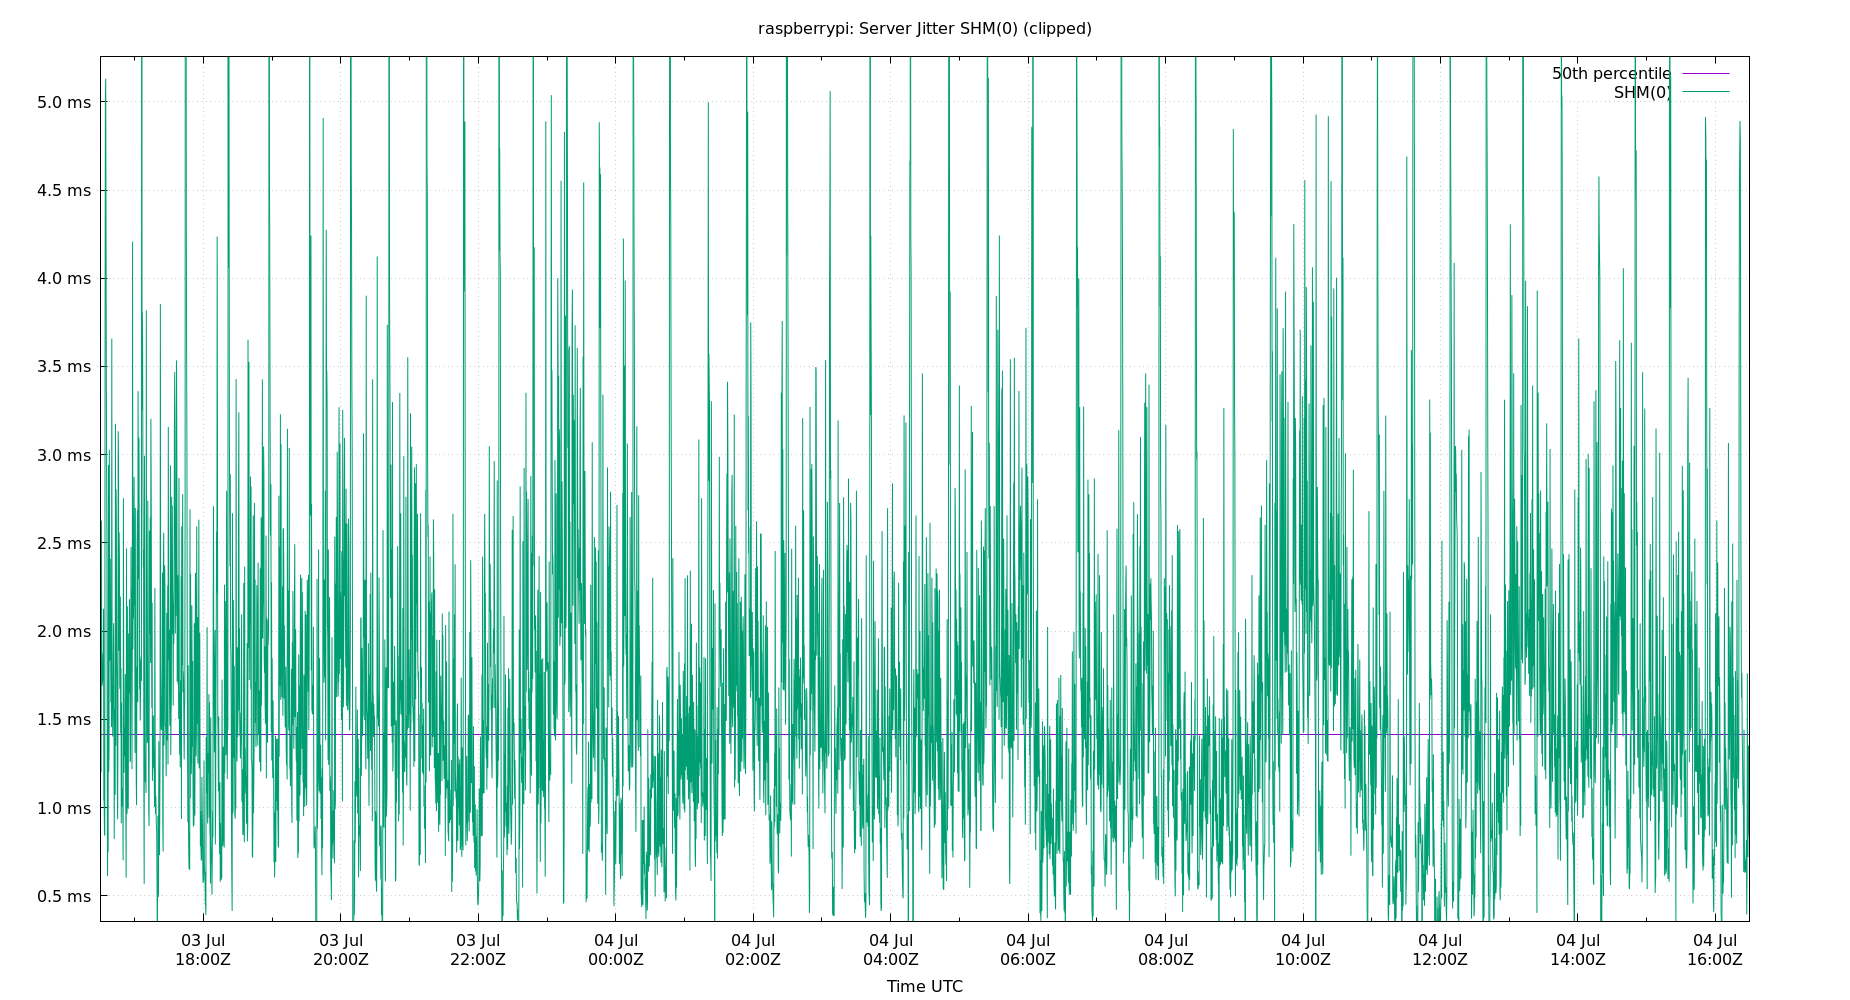 raspberrypi: Server Jitter SHM(0) (clipped)
50th percentile
SHM(0)
5.0 ms
4.5 ms
4.0 ms
3.5 ms
3.0 ms
2.5 ms
2.0 ms
1.5 ms
1.0 ms
0.5 ms
03 Jul 03 Jul 03 Jul 04 Jul 04 Jul 04 Jul 04 Jul 04 Jul 04 Jul 04 Jul 04 Jul 04 Jul
18:00Z 20:00Z 22:00Z 00:00Z 02:00Z 04:00Z 06:00Z 08:00Z 10:00Z 12:00Z 14:00Z 16:00Z
Time UTC